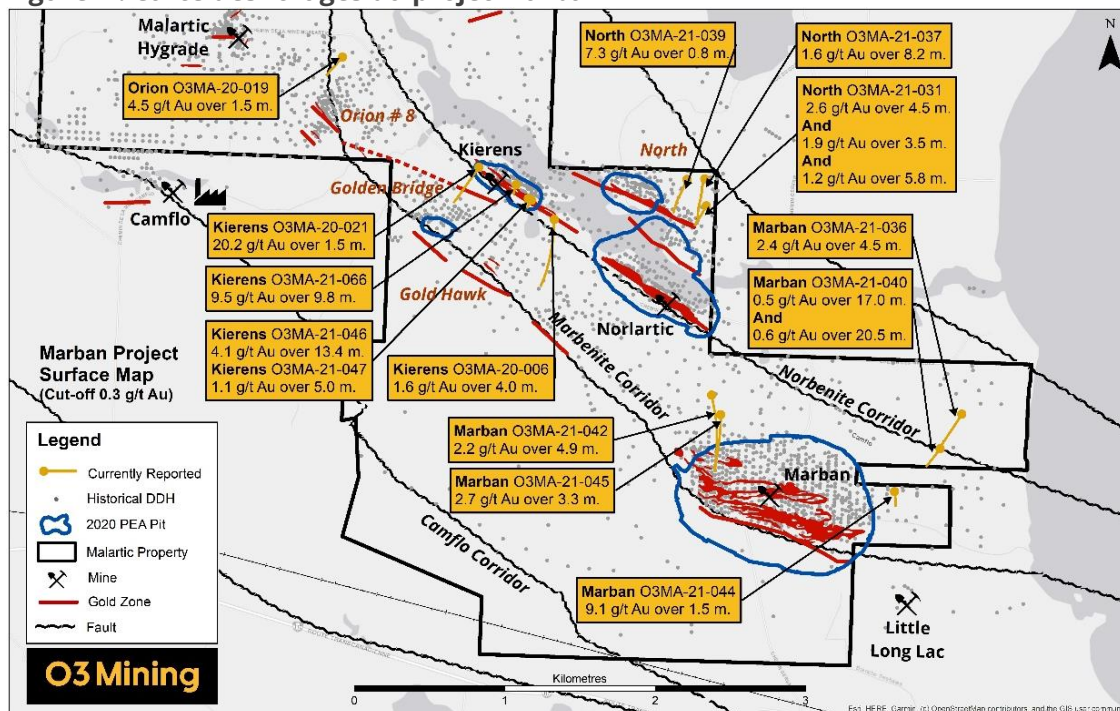 Malartic
Hygrade
Orion O3MA-20-019
4.5 g/t Au over 1.5 m.
North O3MA-21-039
7.3 g/t Au over 0.8 m.
North O3MA-21-037
1.6 g/t Au over 8.2 m.
North O3MA-21-031
2.6 g/t Au over 4.5 m.
And
1.9 g/t Au over 3.5 m.
And
1.2 g/t Au over 5.8 m.
N
Orion # 8
Kierens
North
Golden Bridge
Camflo
Kierens O3MA-20-021
20.2 g/t Au over 1.5 m.
Kierens O3MA-21-066
9.5 g/t Au over 9.8 m.
Kierens O3MA-21-046
4.1 g/t Au over 13.4 m.
Kierens O3MA-21-047
1.1 g/t Au over 5.0 m.
Kierens O3MA-20-006
1.6 g/t Au over 4.0 m.
Gold Hawk
Norlartic
Marban O3MA-21-036
2.4 g/t Au over 4.5 m.
Marban O3MA-21-040
0.5 g/t Au over 17.0 m.
And
0.6 g/t Au over 20.5 m.
Marbenite Corridor
Norbenite Corridor
Camflo
Marban Project
Surface Map
(Cut-off 0.3 g/t Au)
Marban O3MA-21-042
2.2 g/t Au over 4.9 m.
Marban O3MA-21-045
2.7 g/t Au over 3.3 m.
Marban
Camflo Corridor
Marban O3MA-21-044
9.1 g/t Au over 1.5 m.
Little
Long Lac
Legend
Currently Reported
Historical DDH
2020 PEA Pit
Malartic Property
Mine
Gold Zone
Fault
O3 Mining
Kilometres
0 1 2 3
Esri, HERE, Garmin, (c) OpenStreetMap contributors, and the GIS user commun